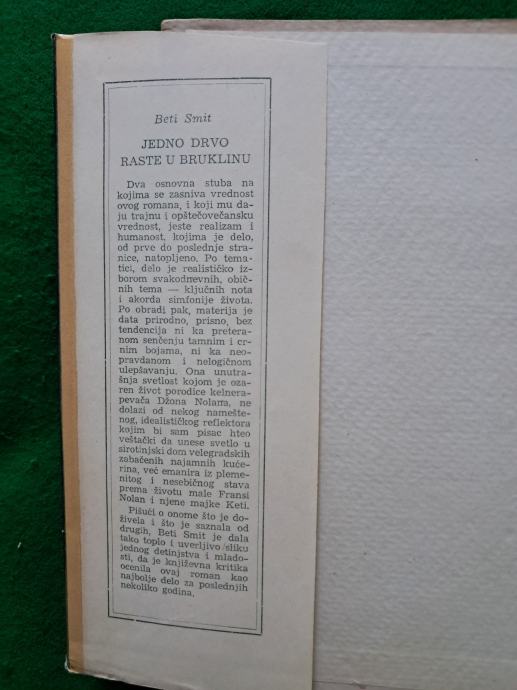 Beti Smit
JEDNO DRVO
RASTE U BRUKLINU
Dva osnovna stuba na
kojima se zasniva vrednost
ovog romana, i koji mu da-
ju trajnu i opštečovečansku
vrednost, jeste realizam i
humanost, kojima je delo,
od prve do poslednje stra-
nice, natopljeno. Po tema-
tici, delo je realističko iz-
borom svakodnevnih, obič-
nih tema — ključnih nota
i akorda simfonije života.
Po obradi pak, materija je
data prirodno, prisno, bez
tendencija ni ka pretera-
nom senčenju tamnim i cr-
nim bojama, ni ka neo-
pravdanom i nelogičnom
ulepšavanju. Ona unutra-
šnja svetlost kojom je oza-
ren život porodice kelnera-
pevača Džona Nolana, ne
dolazi od nekog namešte-
nog, idealističkog reflektora
kojim bi sam pisac hteo
veštački da unese svetlo u
sirotinjski dom velegradskih
zabačenih najamnih kuće-
rina, već emanira iz pleme-
nitog i nesebičnog stava
prema životu male Fransi
Nolan i njene majke Keti.
Pišući o onome što je do-
živela i što je saznala od
drugih, Beti Smit je dala
tako toplo i uverljivo sliku
jednog detinjstva i mlado-
sti, da je književna kritika
ocenila ovaj roman kao
najbolje delo za poslednjih
nekoliko godina.